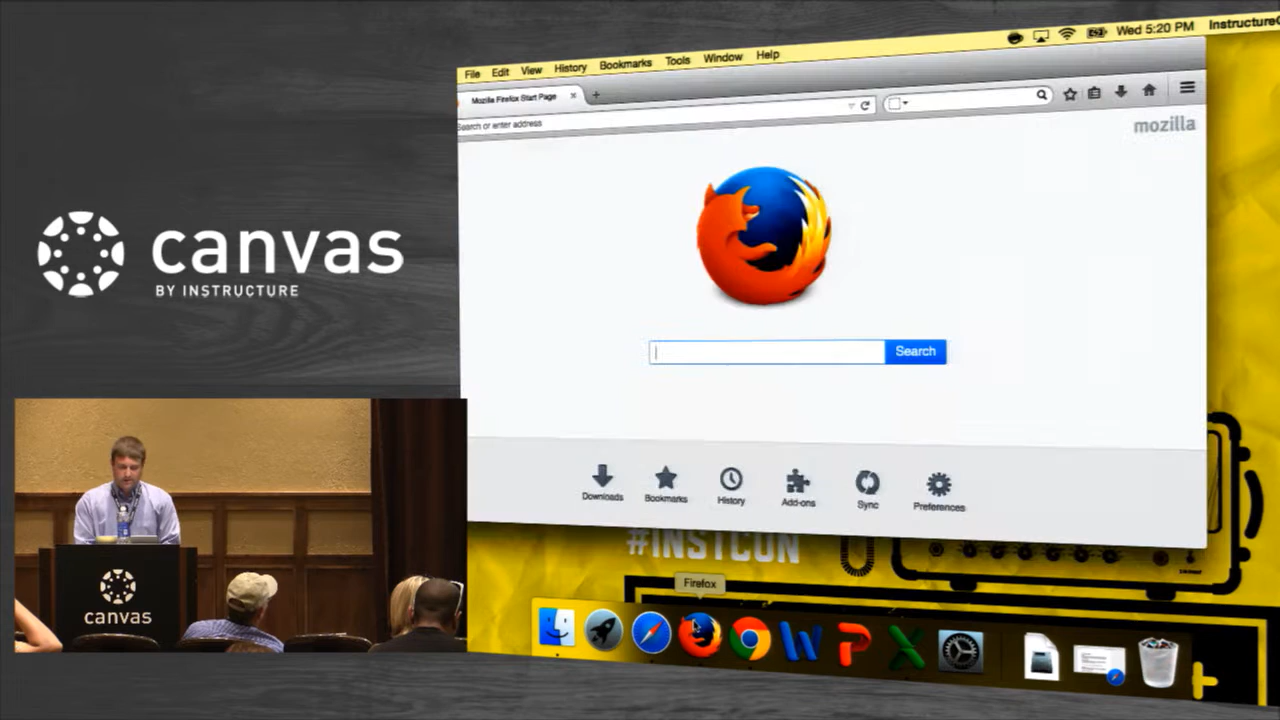 canvas
BY INSTRUCTURE
Wed 5:20 PM
File Edit View History Bookmarks Tools Window Help
Mozilla Firefox Start Page
Search or enter address
mozilla
Search
Downloads Bookmarks History Add-ons Sync Preferences
#INSTCON
Firefox
canvas